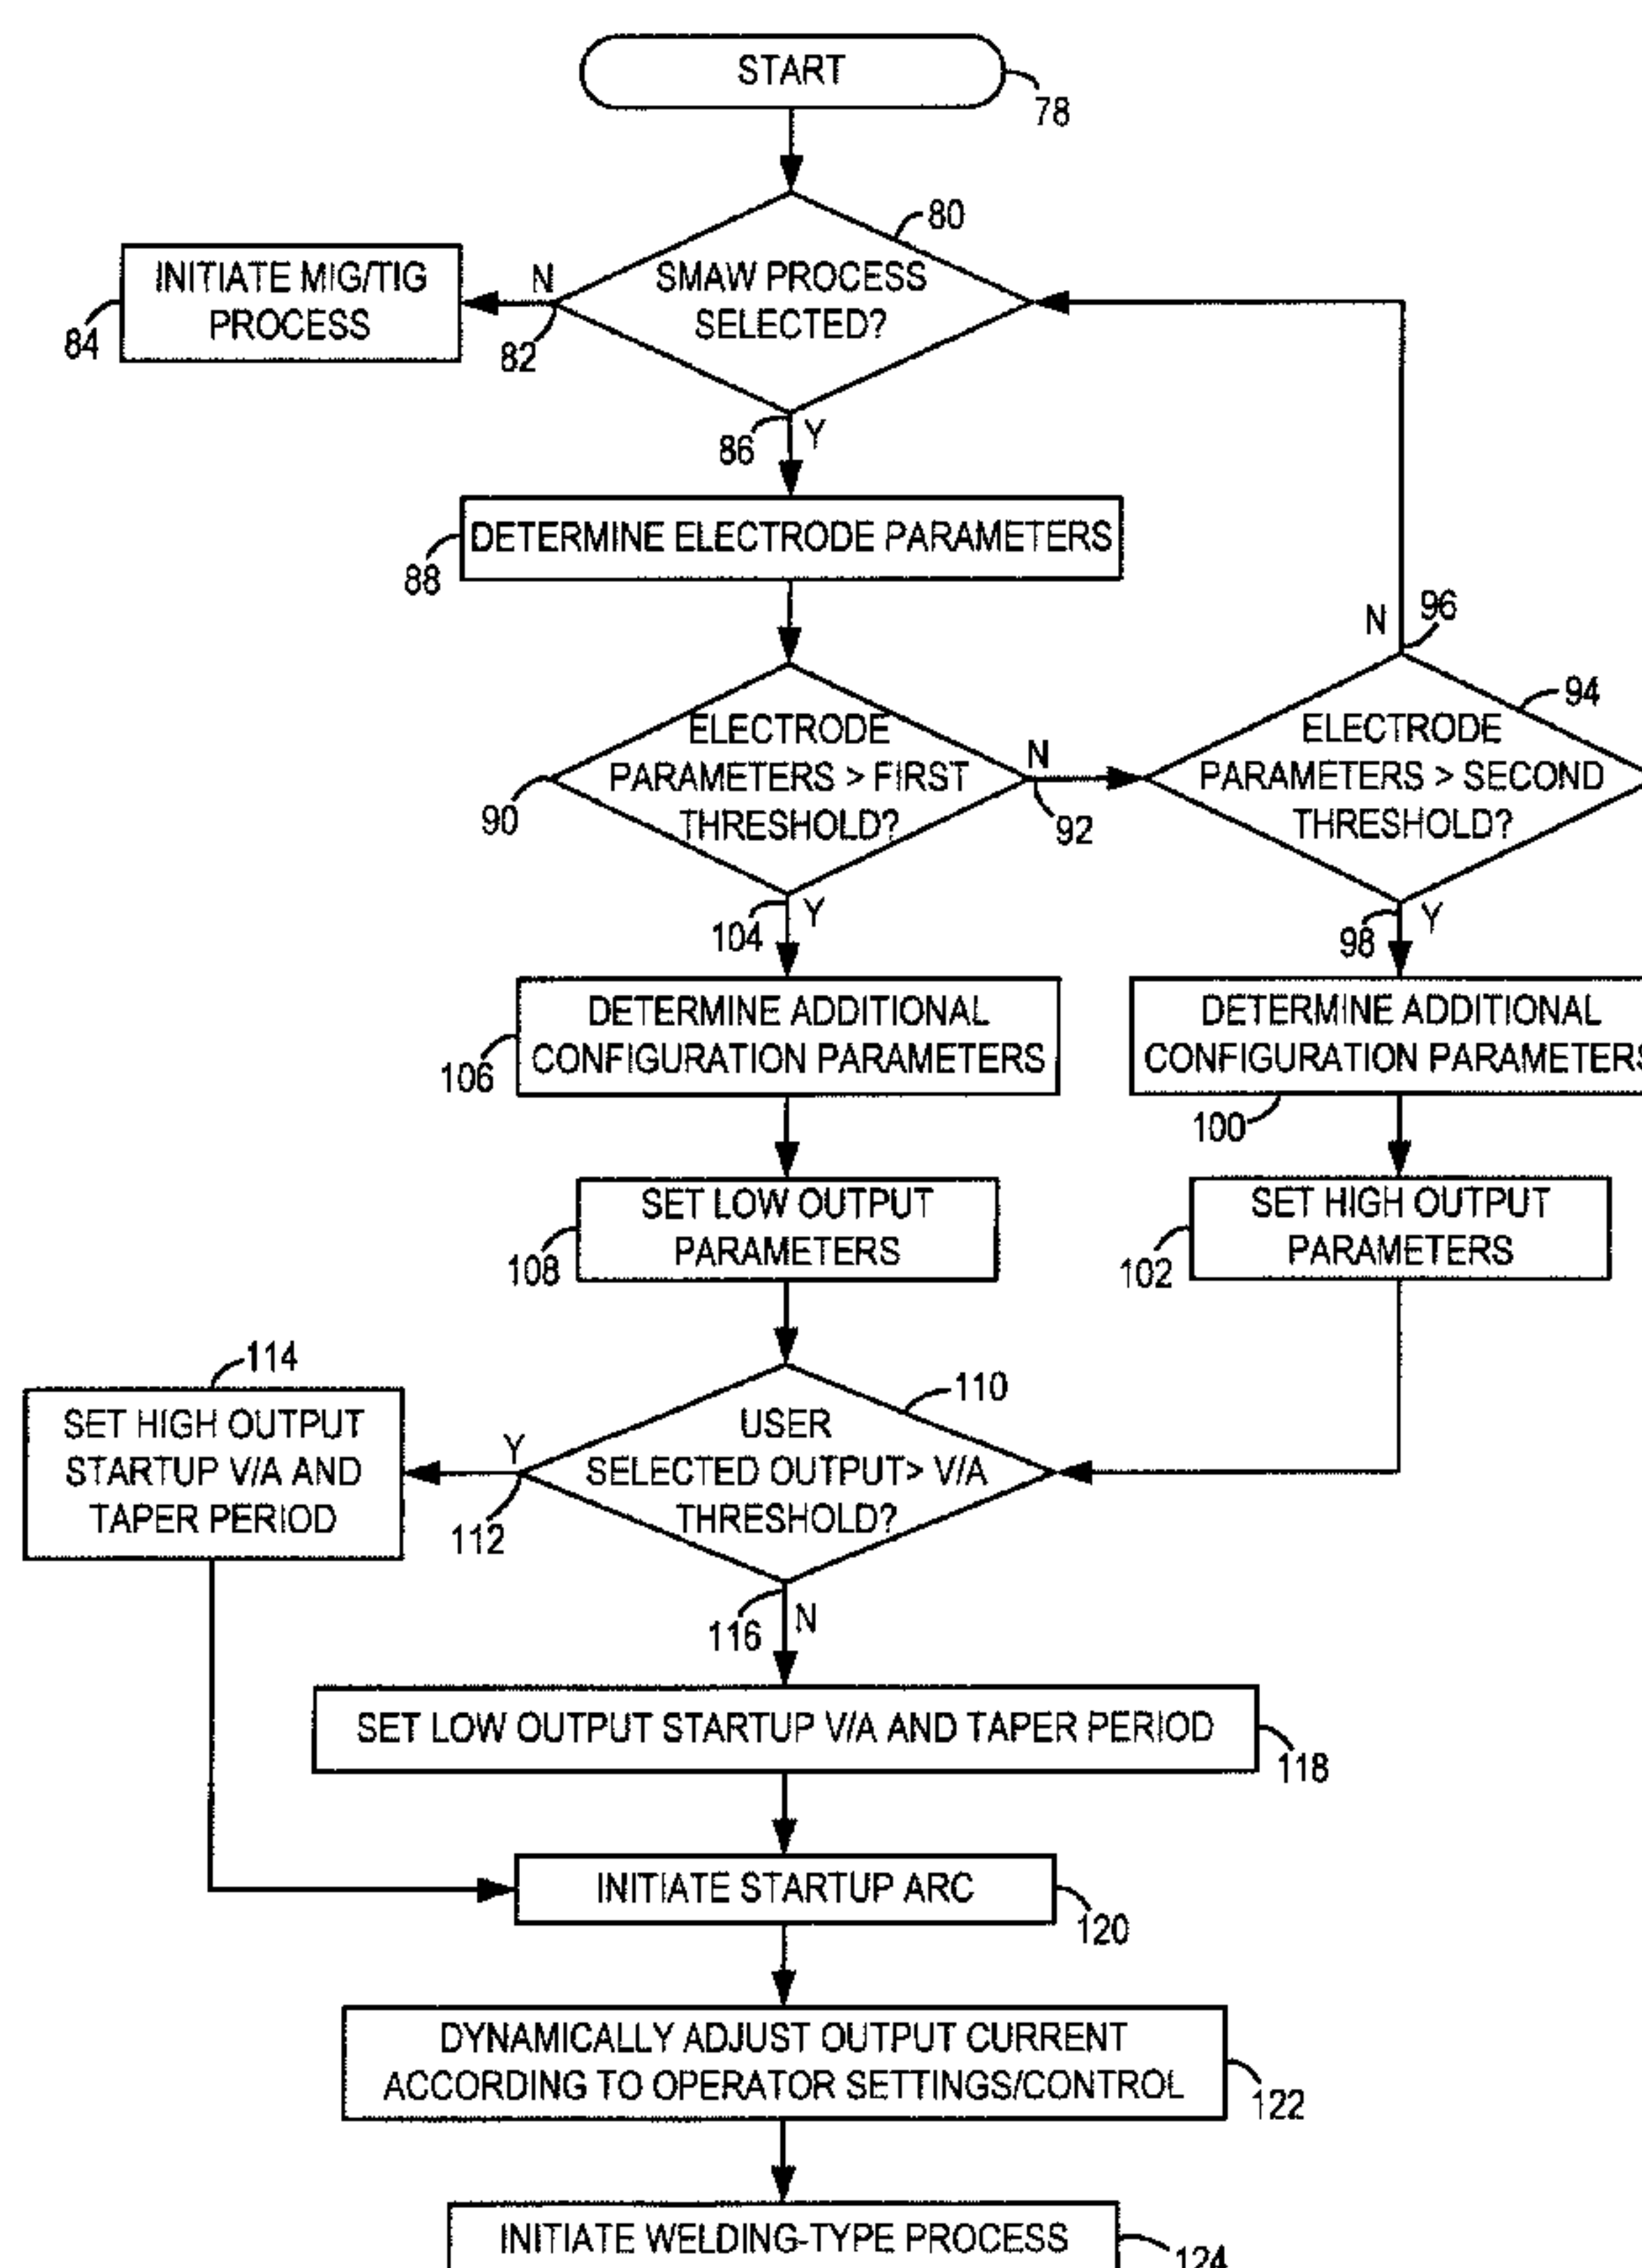 START
78
80
SMAW PROCESS
SELECTED?
N
82
INITIATE MIG/TIG
PROCESS
84
86
Y
DETERMINE ELECTRODE PARAMETERS
88
ELECTRODE
PARAMETERS > FIRST
THRESHOLD?
90
N
92
N
96
94
ELECTRODE
PARAMETERS > SECOND
THRESHOLD?
104
Y
98
Y
DETERMINE ADDITIONAL
CONFIGURATION PARAMETERS
106
DETERMINE ADDITIONAL
CONFIGURATION PARAMETERS
100
SET LOW OUTPUT
PARAMETERS
108
SET HIGH OUTPUT
PARAMETERS
102
114
SET HIGH OUTPUT
STARTUP V/A AND
TAPER PERIOD
110
USER
SELECTED OUTPUT> V/A
THRESHOLD?
Y
112
116
N
SET LOW OUTPUT STARTUP V/A AND TAPER PERIOD
118
INITIATE STARTUP ARC
120
DYNAMICALLY ADJUST OUTPUT CURRENT
ACCORDING TO OPERATOR SETTINGS/CONTROL
122
INITIATE WELDING-TYPE PROCESS
124